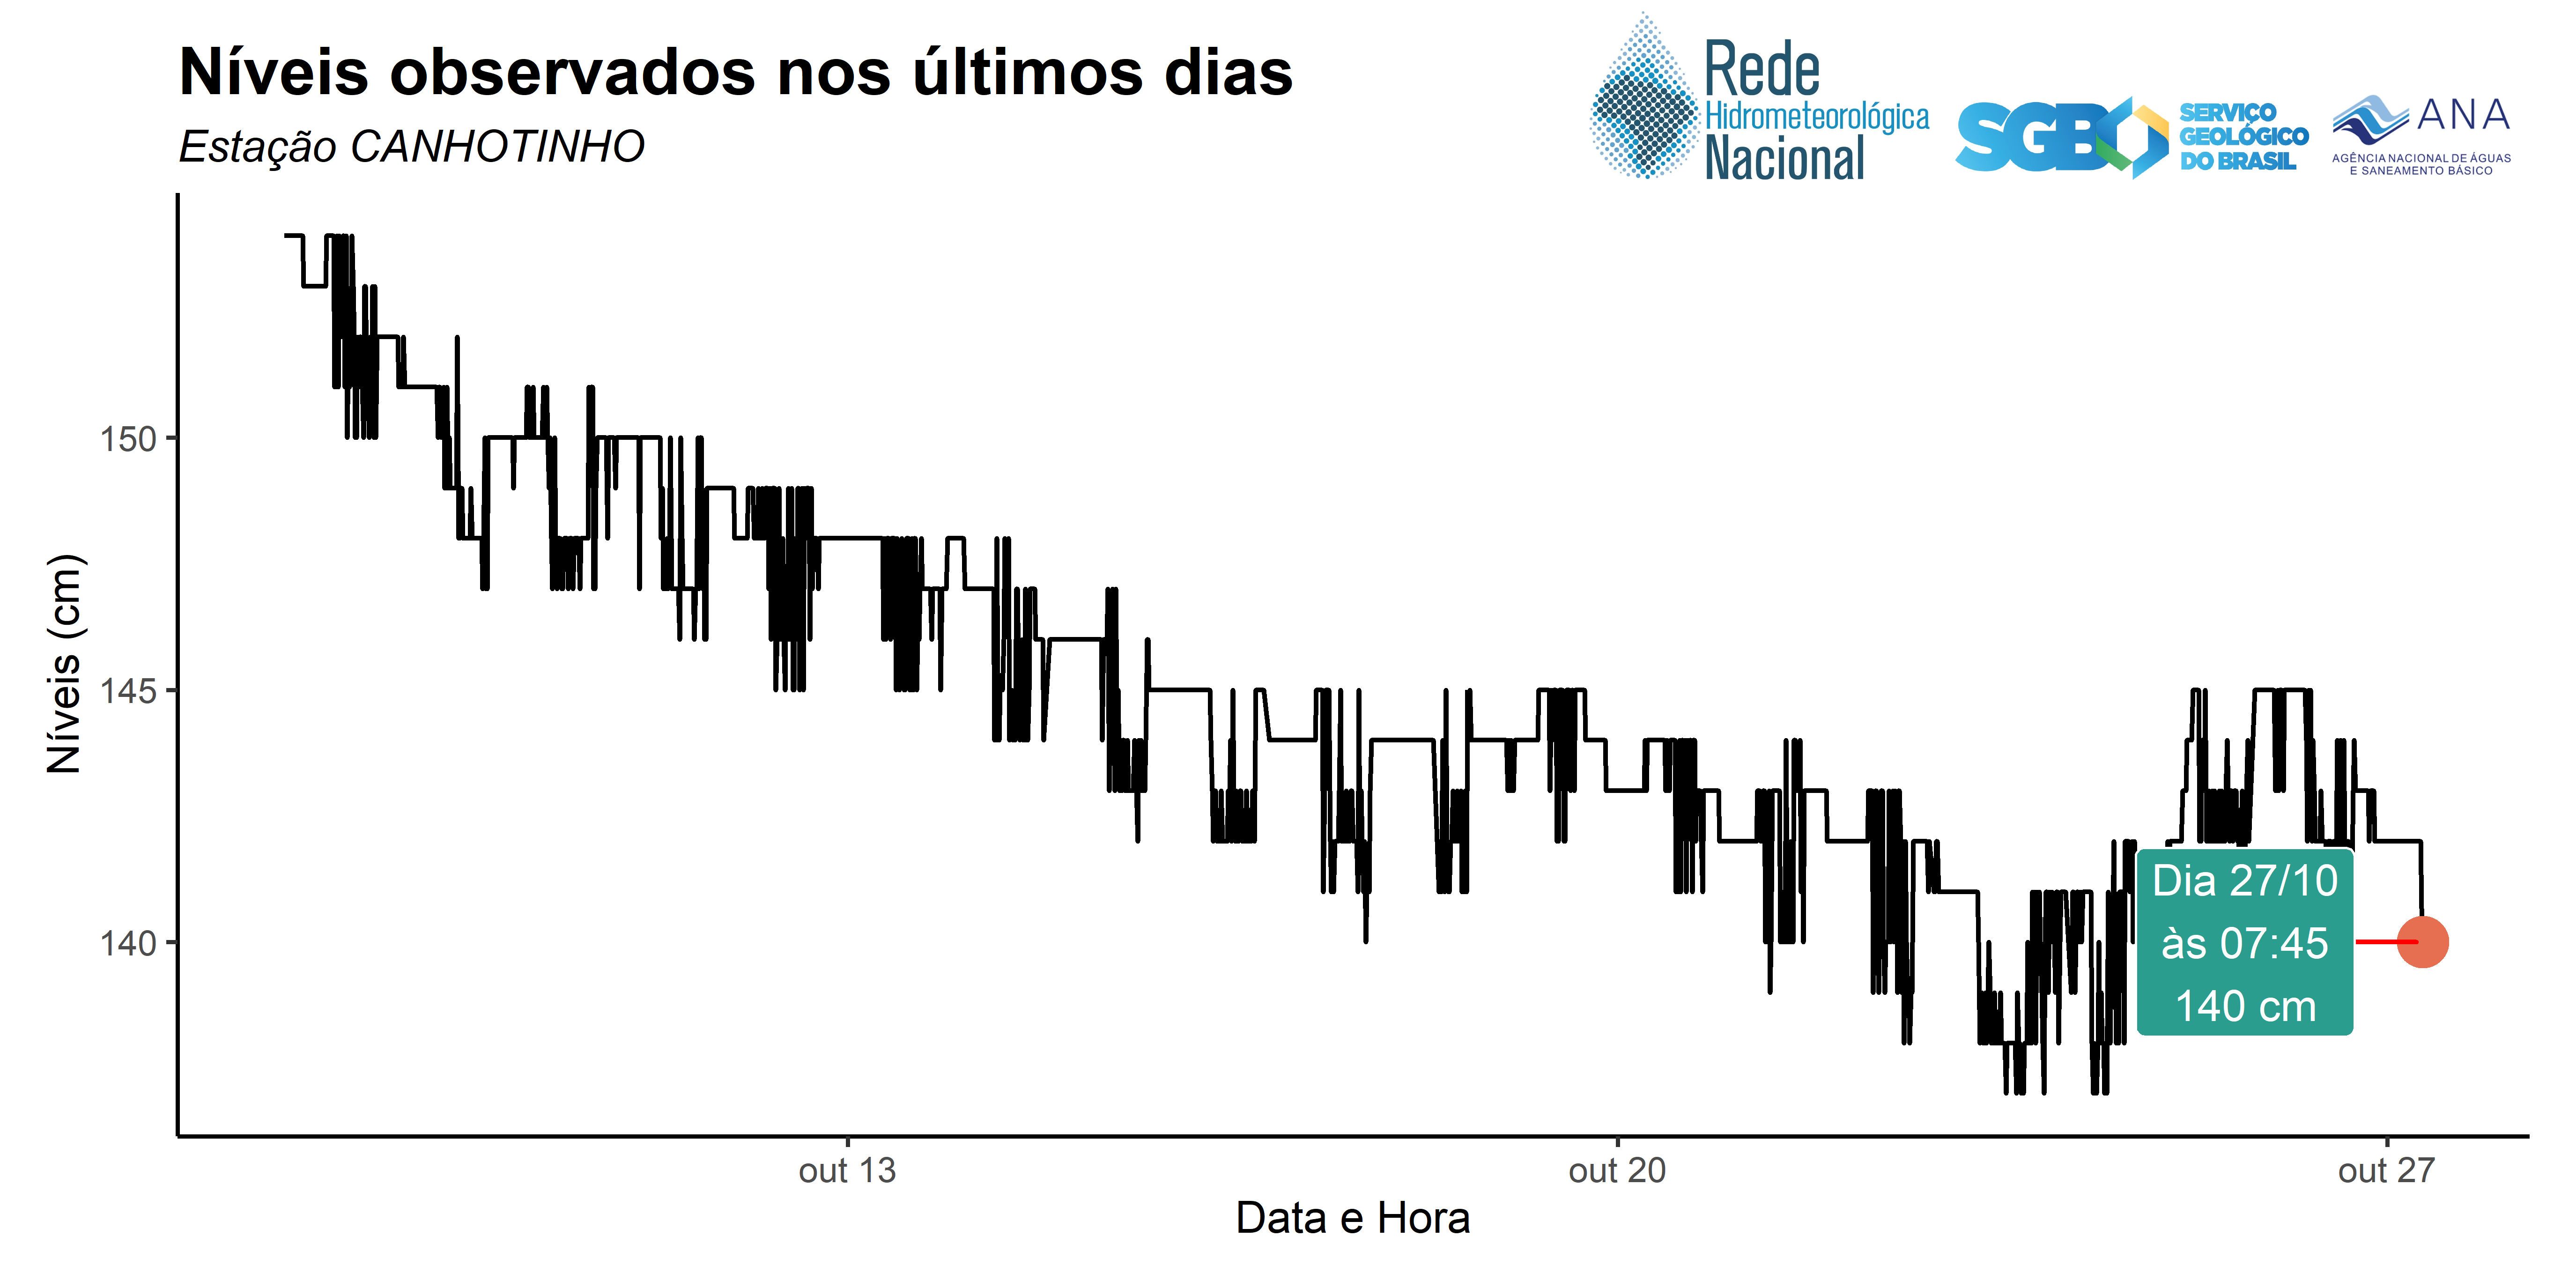 Níveis observados nos últimos dias
Estação CANHOTINHO
Rede
Hidrometeorológica
Nacional
SGB
SERVIÇO
GEOLÓGICO
DO BRASIL
ANA
AGÊNCIA NACIONAL DE ÁGUAS
E SANEAMENTO BÁSICO
Níveis (cm)
150
145
140
Dia 27/10
às 07:45
140 cm
out 13
out 20
out 27
Data e Hora